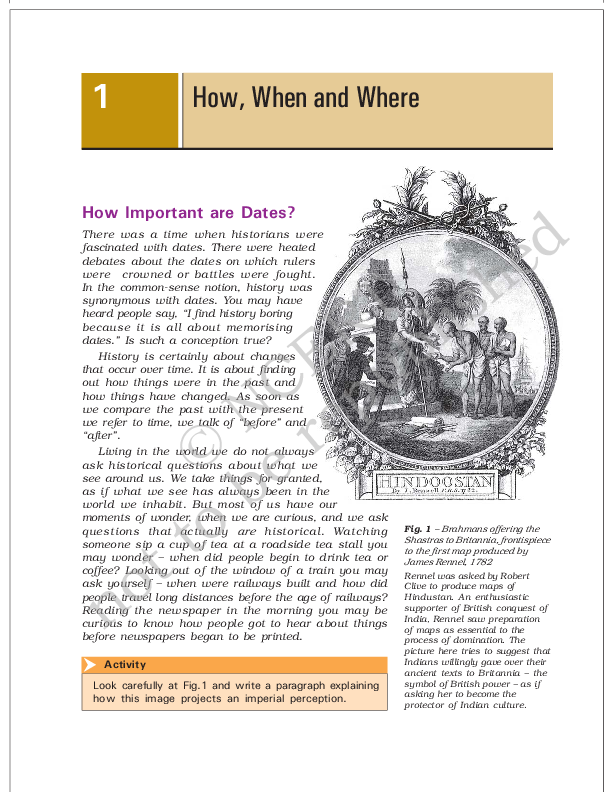 1
How, When and Where
How Important are Dates?
There was a time when historians were
fascinated with dates. There were heated
debates about the dates on which rulers
were crowned or battles were fought.
In the common-sense notion, history was
synonymous with dates. You may have
heard people say, “I find history boring
because it is all about memorising
dates.” Is such a conception true?
History is certainly about changes
that occur over time. It is about finding
out how things were in the past and
how things have changed. As soon as
we compare the past with the present
we refer to time, we talk of “before” and
“after”.
Living in the world we do not always
ask historical questions about what we
see around us. We take things for granted,
as if what we see has always been in the
world we inhabit. But most of us have our
moments of wonder, when we are curious, and we ask
questions that actually are historical. Watching
someone sip a cup of tea at a roadside tea stall you
may wonder – when did people begin to drink tea or
coffee? Looking out of the window of a train you may
ask yourself – when were railways built and how did
people travel long distances before the age of railways?
Reading the newspaper in the morning you may be
curious to know how people got to hear about things
before newspapers began to be printed.
Activity
Look carefully at Fig.1 and write a paragraph explaining
how this image projects an imperial perception.
HINDOOSTAN
By J. Rennell F.R.S.
Fig. 1 – Brahmans offering the
Shastras to Britannia, frontispiece
to the first map produced by
James Rennel, 1782
Rennel was asked by Robert
Clive to produce maps of
Hindustan. An enthusiastic
supporter of British conquest of
India, Rennel saw preparation
of maps as essential to the
process of domination. The
picture here tries to suggest that
Indians willingly gave over their
ancient texts to Britannia – the
symbol of British power – as if
asking her to become the
protector of Indian culture.
© NCERT
not to be republished